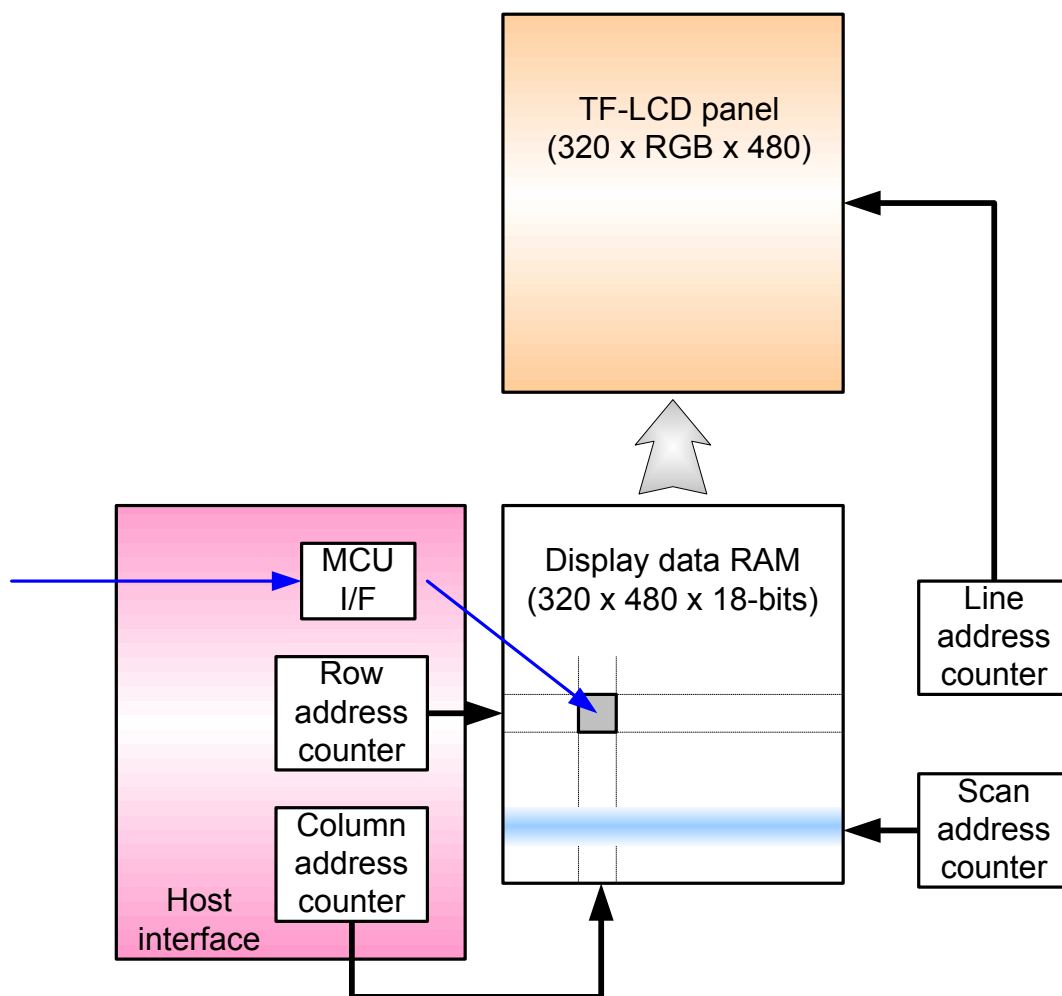 TF-LCD panel
(320 x RGB x 480)
MCU
I/F
Display data RAM
(320 x 480 x 18-bits)
Line
address
counter
Row
address
counter
Scan
address
counter
Column
address
counter
Host
interface